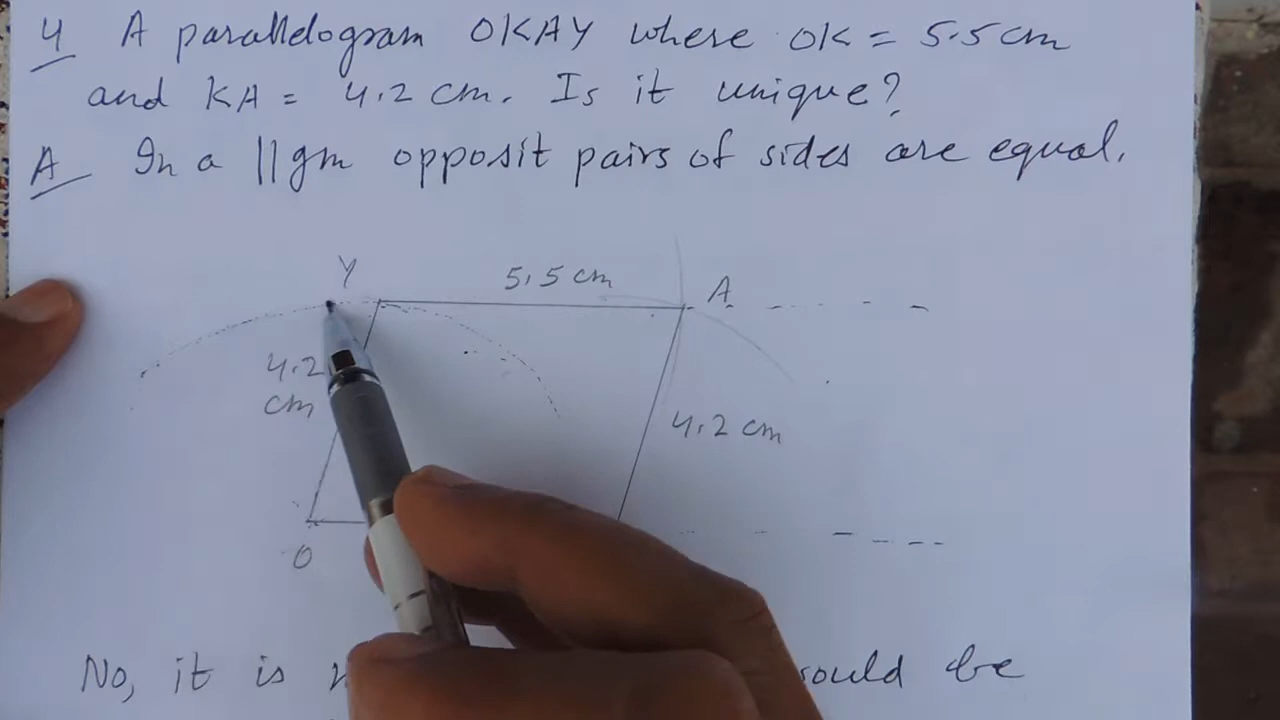 4 A parallelogram OKAY where OK = 5.5 cm
and KA = 4.2 cm. Is it unique?
A In a ||gm opposit pairs of sides are equal.
Y 5.5 cm A
4.2
cm
4.2 cm
O
No, it is be